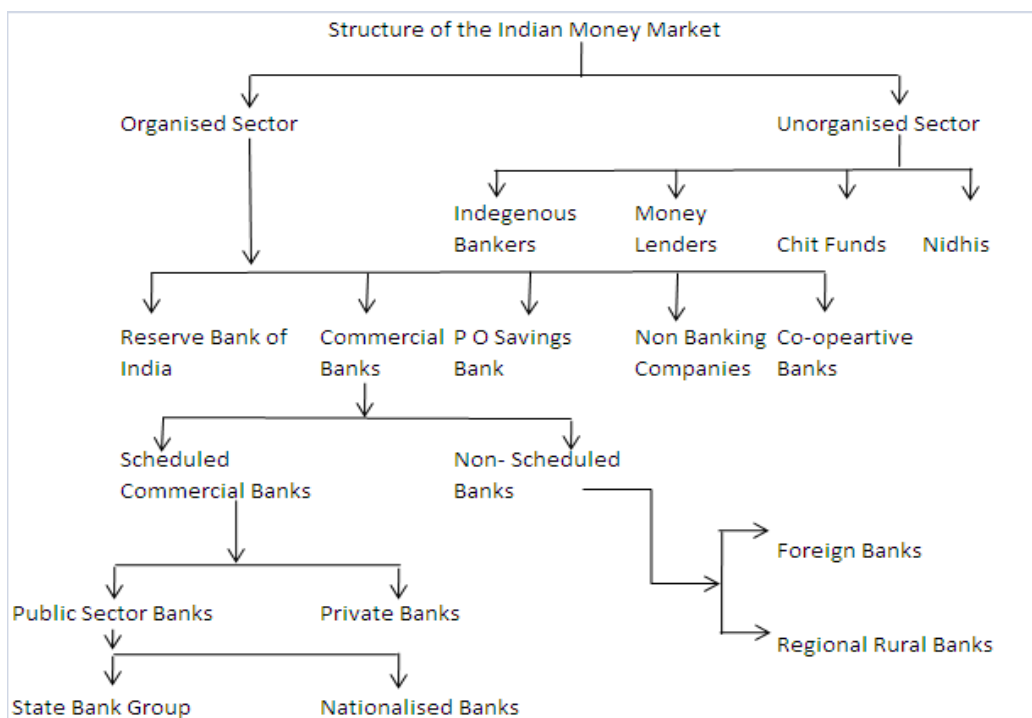 Structure of the Indian Money Market
Organised Sector
Unorganised Sector
Indegenous
Bankers
Money
Lenders
Chit Funds
Nidhis
Reserve Bank of
India
Commercial
Banks
P O Savings
Bank
Non Banking
Companies
Co-opeartive
Banks
Scheduled
Commercial Banks
Non- Scheduled
Banks
Foreign Banks
Regional Rural Banks
Public Sector Banks
Private Banks
State Bank Group
Nationalised Banks